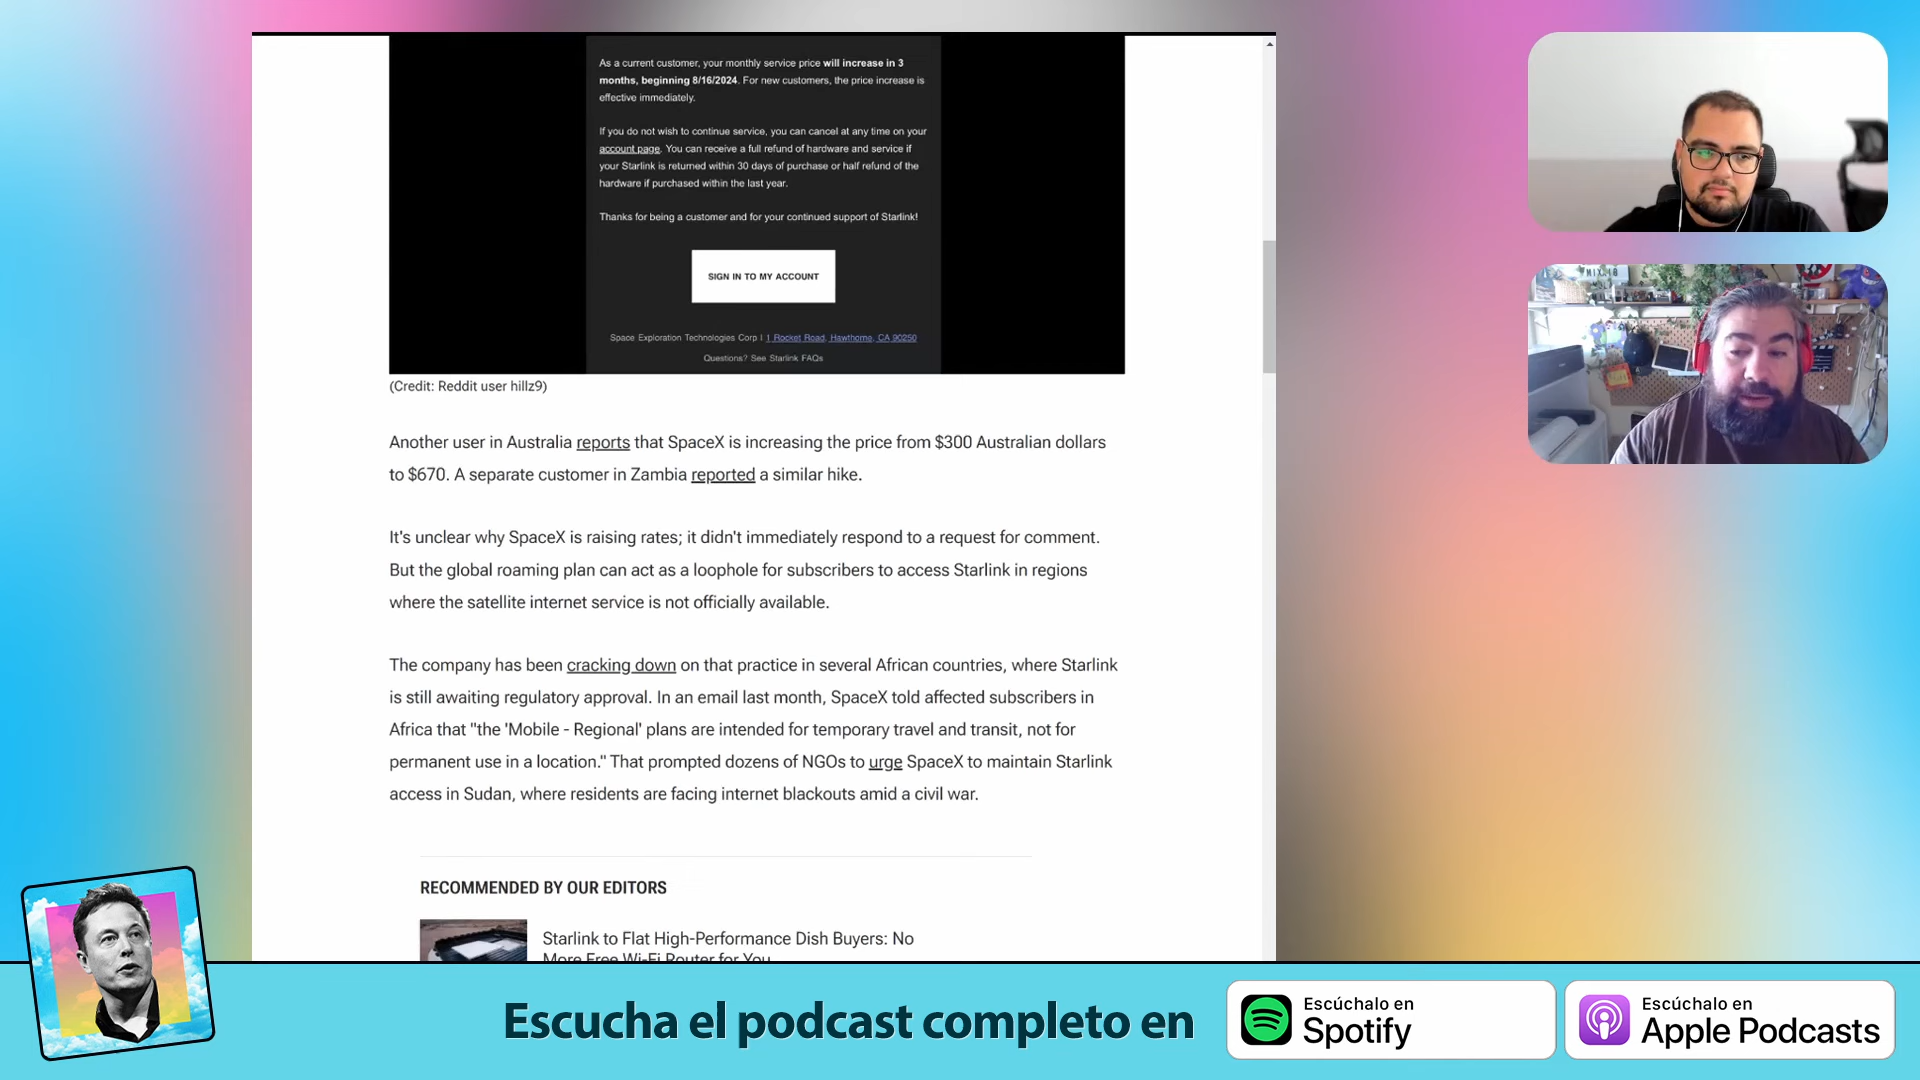 As a current customer, your monthly service price will increase in 3
months, beginning 8/16/2024. For new customers, the price increase is
effective immediately.
If you do not wish to continue service, you can cancel at any time on your
account page. You can receive a full refund of hardware and service if
your Starlink is returned within 30 days of purchase or half refund of the
hardware if purchased within the last year.
Thanks for being a customer and for your continued support of Starlink!
SIGN IN TO MY ACCOUNT
Space Exploration Technologies Corp | 1 Rocket Road, Hawthorne, CA 90250
Questions? See Starlink FAQs
(Credit: Reddit user hillz9)
Another user in Australia reports that SpaceX is increasing the price from $300 Australian dollars
to $670. A separate customer in Zambia reported a similar hike.
It's unclear why SpaceX is raising rates; it didn't immediately respond to a request for comment.
But the global roaming plan can act as a loophole for subscribers to access Starlink in regions
where the satellite internet service is not officially available.
The company has been cracking down on that practice in several African countries, where Starlink
is still awaiting regulatory approval. In an email last month, SpaceX told affected subscribers in
Africa that "the 'Mobile - Regional' plans are intended for temporary travel and transit, not for
permanent use in a location." That prompted dozens of NGOs to urge SpaceX to maintain Starlink
access in Sudan, where residents are facing internet blackouts amid a civil war.
RECOMMENDED BY OUR EDITORS
Starlink to Flat High-Performance Dish Buyers: No
More Free Wi-Fi Router for You
Escucha el podcast completo en
Escúchalo en
Spotify
Escúchalo en
Apple Podcasts